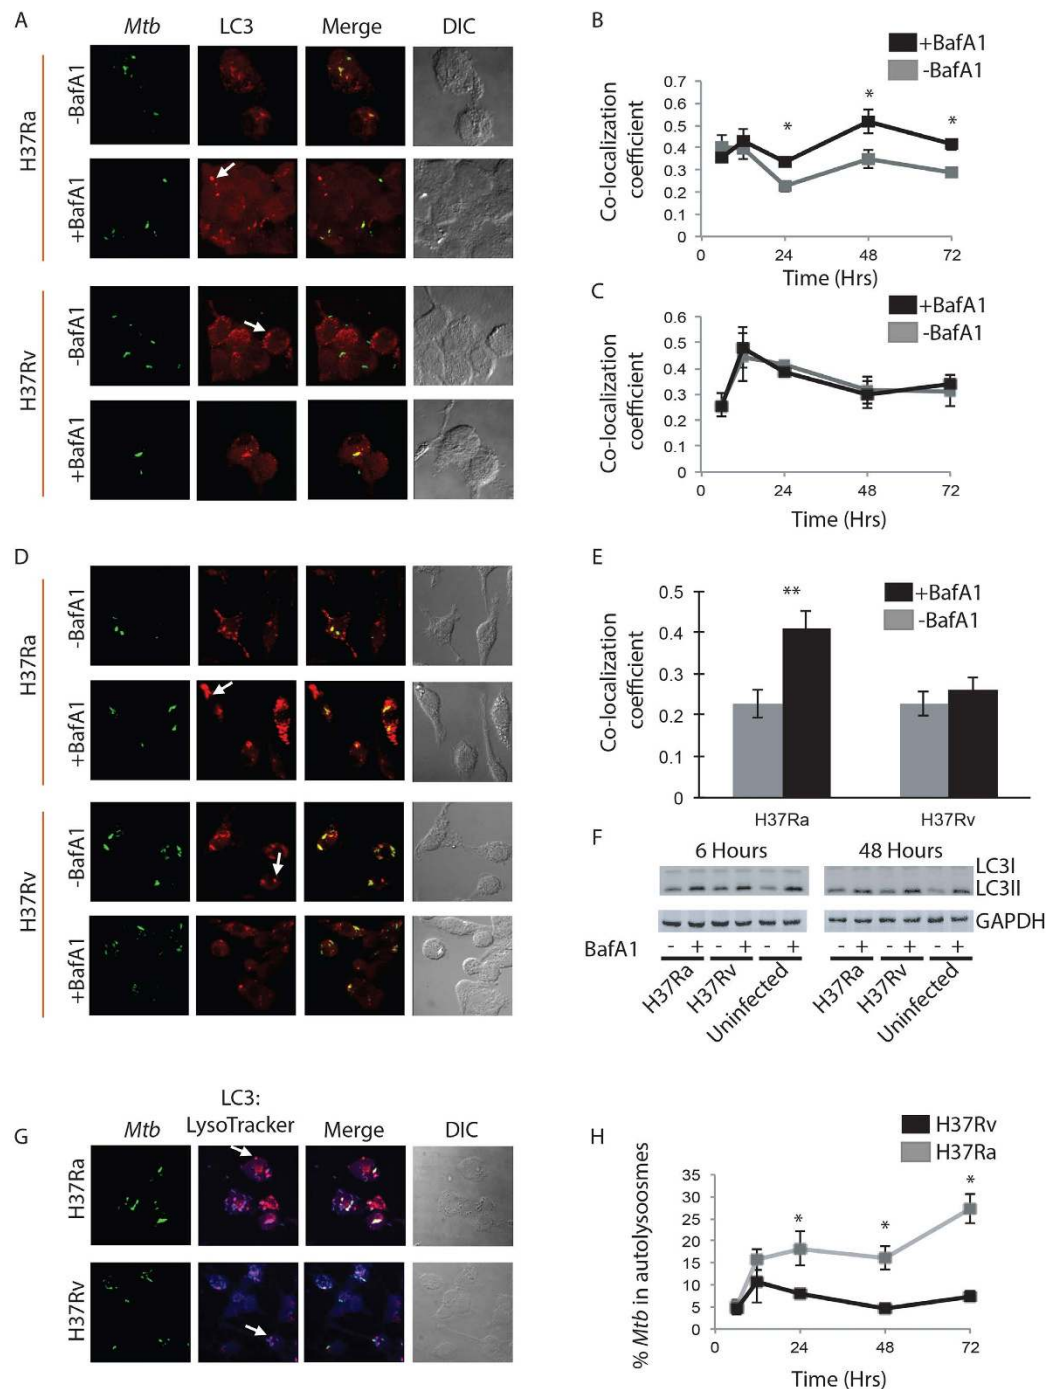 A
Mtb LC3 Merge DIC
H37Ra
-BafA1
+BafA1
H37Rv
-BafA1
+BafA1
B
+BafA1
-BafA1
Co-localization coefficient
0.7
0.6
0.5
0.4
0.3
0.2
0.1
0
* * *
0 24 48 72
Time (Hrs)
C
+BafA1
-BafA1
Co-localization coefficient
0.6
0.5
0.4
0.3
0.2
0.1
0
0 24 48 72
Time (Hrs)
D
H37Ra
-BafA1
+BafA1
H37Rv
-BafA1
+BafA1
E
+BafA1
-BafA1
Co-localization coefficient
0.5
0.4
0.3
0.2
0.1
0
**
H37Ra H37Rv
F
6 Hours 48 Hours
LC3I
LC3II
GAPDH
BafA1 - + - + - + - + - + - +
H37Ra H37Rv Uninfected H37Ra H37Rv Uninfected
G
Mtb LC3: LysoTracker Merge DIC
H37Ra
H37Rv
H
H37Rv
H37Ra
% Mtb in autolysoosmes
35
30
25
20
15
10
5
0
* * *
0 24 48 72
Time (Hrs)